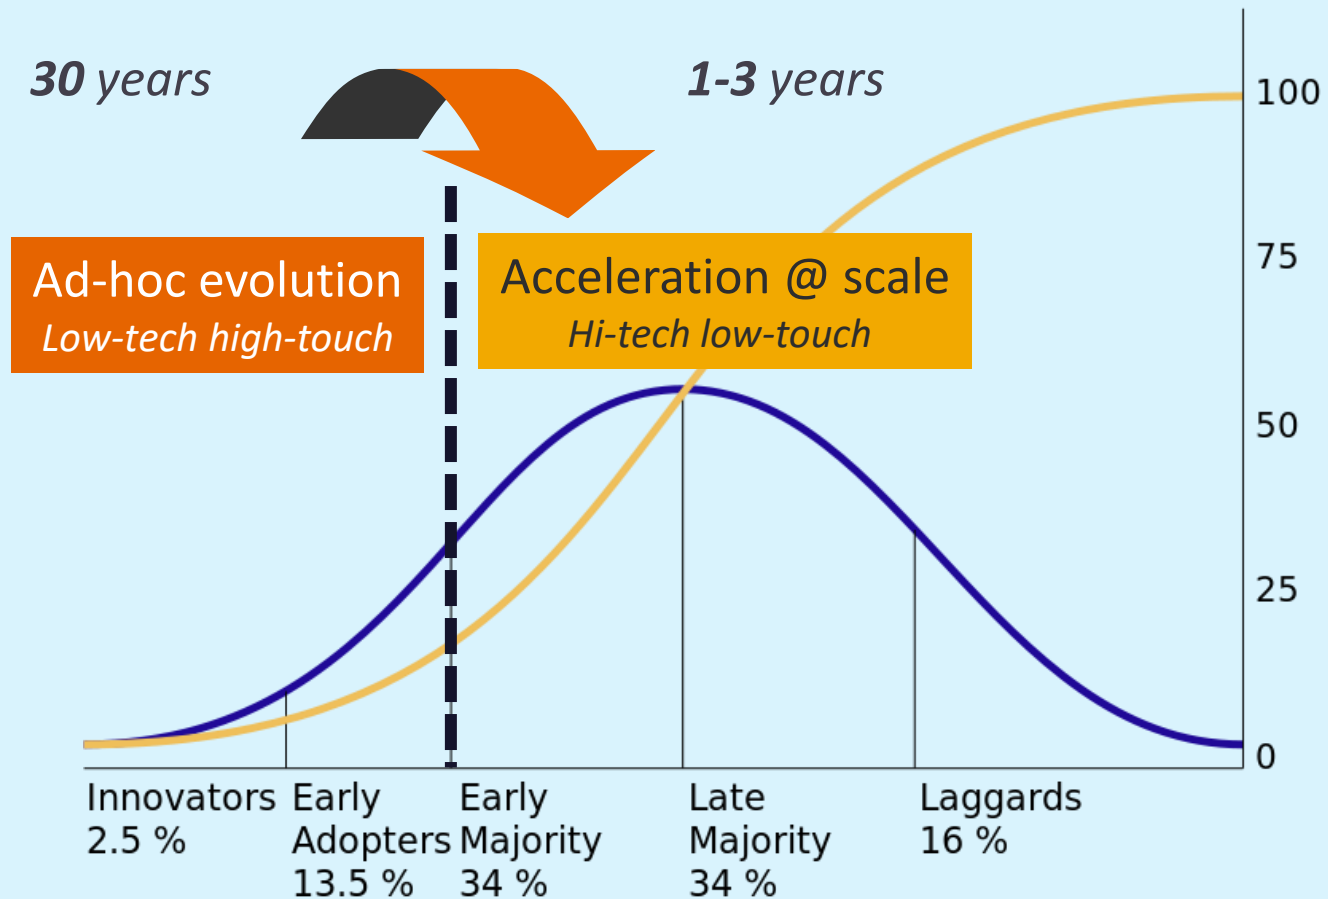 30 years
1-3 years
Ad-hoc evolution
Low-tech high-touch
Acceleration @ scale
Hi-tech low-touch
100
75
50
25
0
Innovators
2.5 %
Early
Adopters
13.5 %
Early
Majority
34 %
Late
Majority
34 %
Laggards
16 %